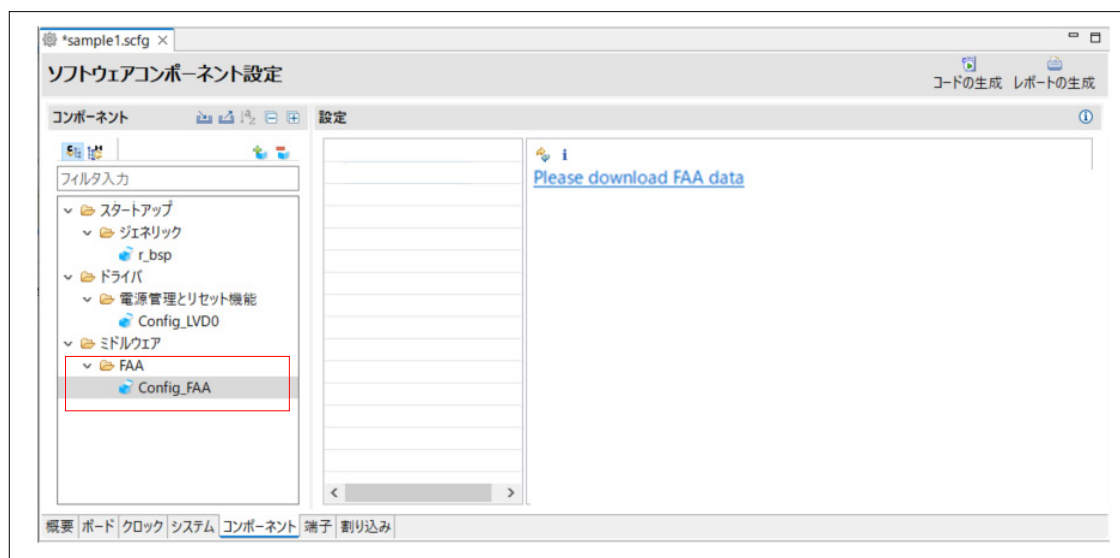 *sample1.scfg
ソフトウェアコンポーネント設定
コードの生成 レポートの生成
コンポーネント
設定
フィルタ入力
Please download FAA data
スタートアップ
ジェネリック
r_bsp
ドライバ
電源管理とリセット機能
Config_LVD0
ミドルウェア
FAA
Config_FAA
概要 ボード クロック システム コンポーネント 端子 割り込み